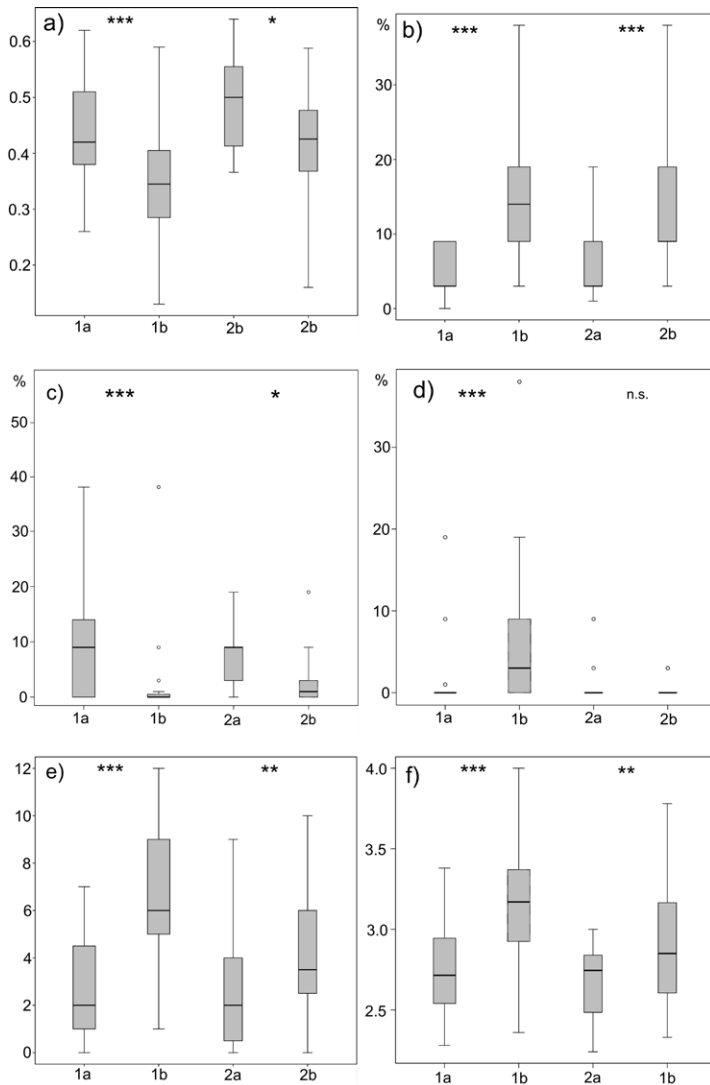 a) *** *
0.6
0.5
0.4
0.3
0.2
1a 1b 2b 2b
b) *** ***
%
30
20
10
0
1a 1b 2a 2b
c) *** *
%
50
40
30
20
10
0
1a 1b 2a 2b
d) *** n.s.
%
30
20
10
0
1a 1b 2a 2b
e) *** **
12
10
8
6
4
2
0
1a 1b 2a 2b
f) *** **
4.0
3.5
3.0
2.5
1a 1b 2a 1b